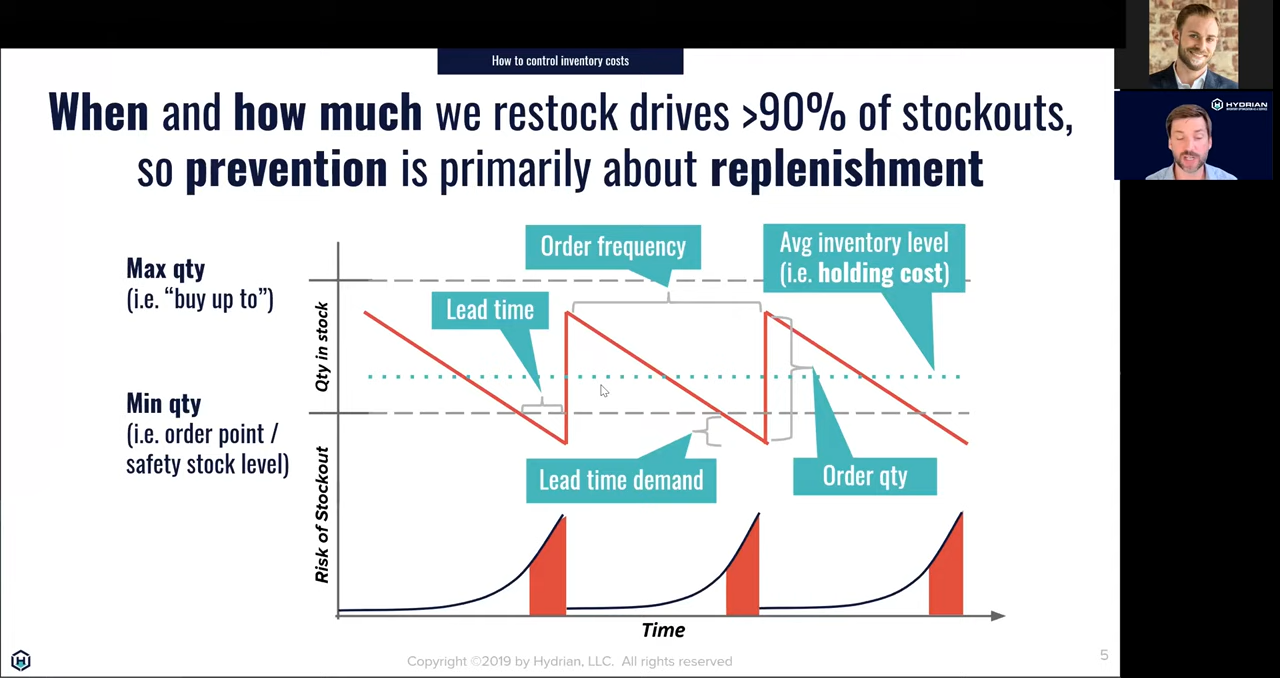 How to control inventory costs
When and how much we restock drives >90% of stockouts,
so prevention is primarily about replenishment
Max qty
(i.e. “buy up to”)
Min qty
(i.e. order point /
safety stock level)
Qty in stock
Risk of Stockout
Lead time
Order frequency
Avg inventory level
(i.e. holding cost)
Lead time demand
Order qty
Time
Copyright ©2019 by Hydrian, LLC. All rights reserved
5
HYDRIAN